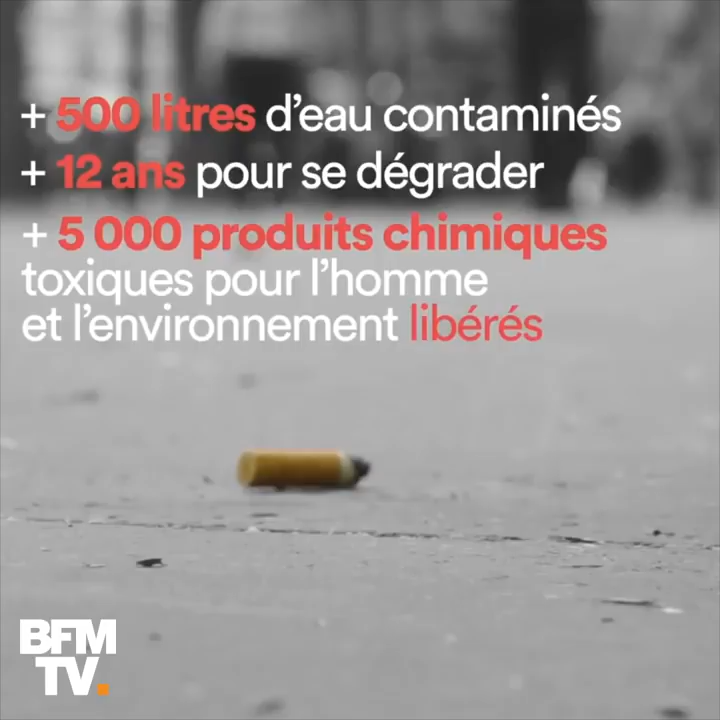 + 500 litres d’eau contaminés
+ 12 ans pour se dégrader
+ 5 000 produits chimiques
toxiques pour l’homme
et l’environnement libérés
BFM
TV.